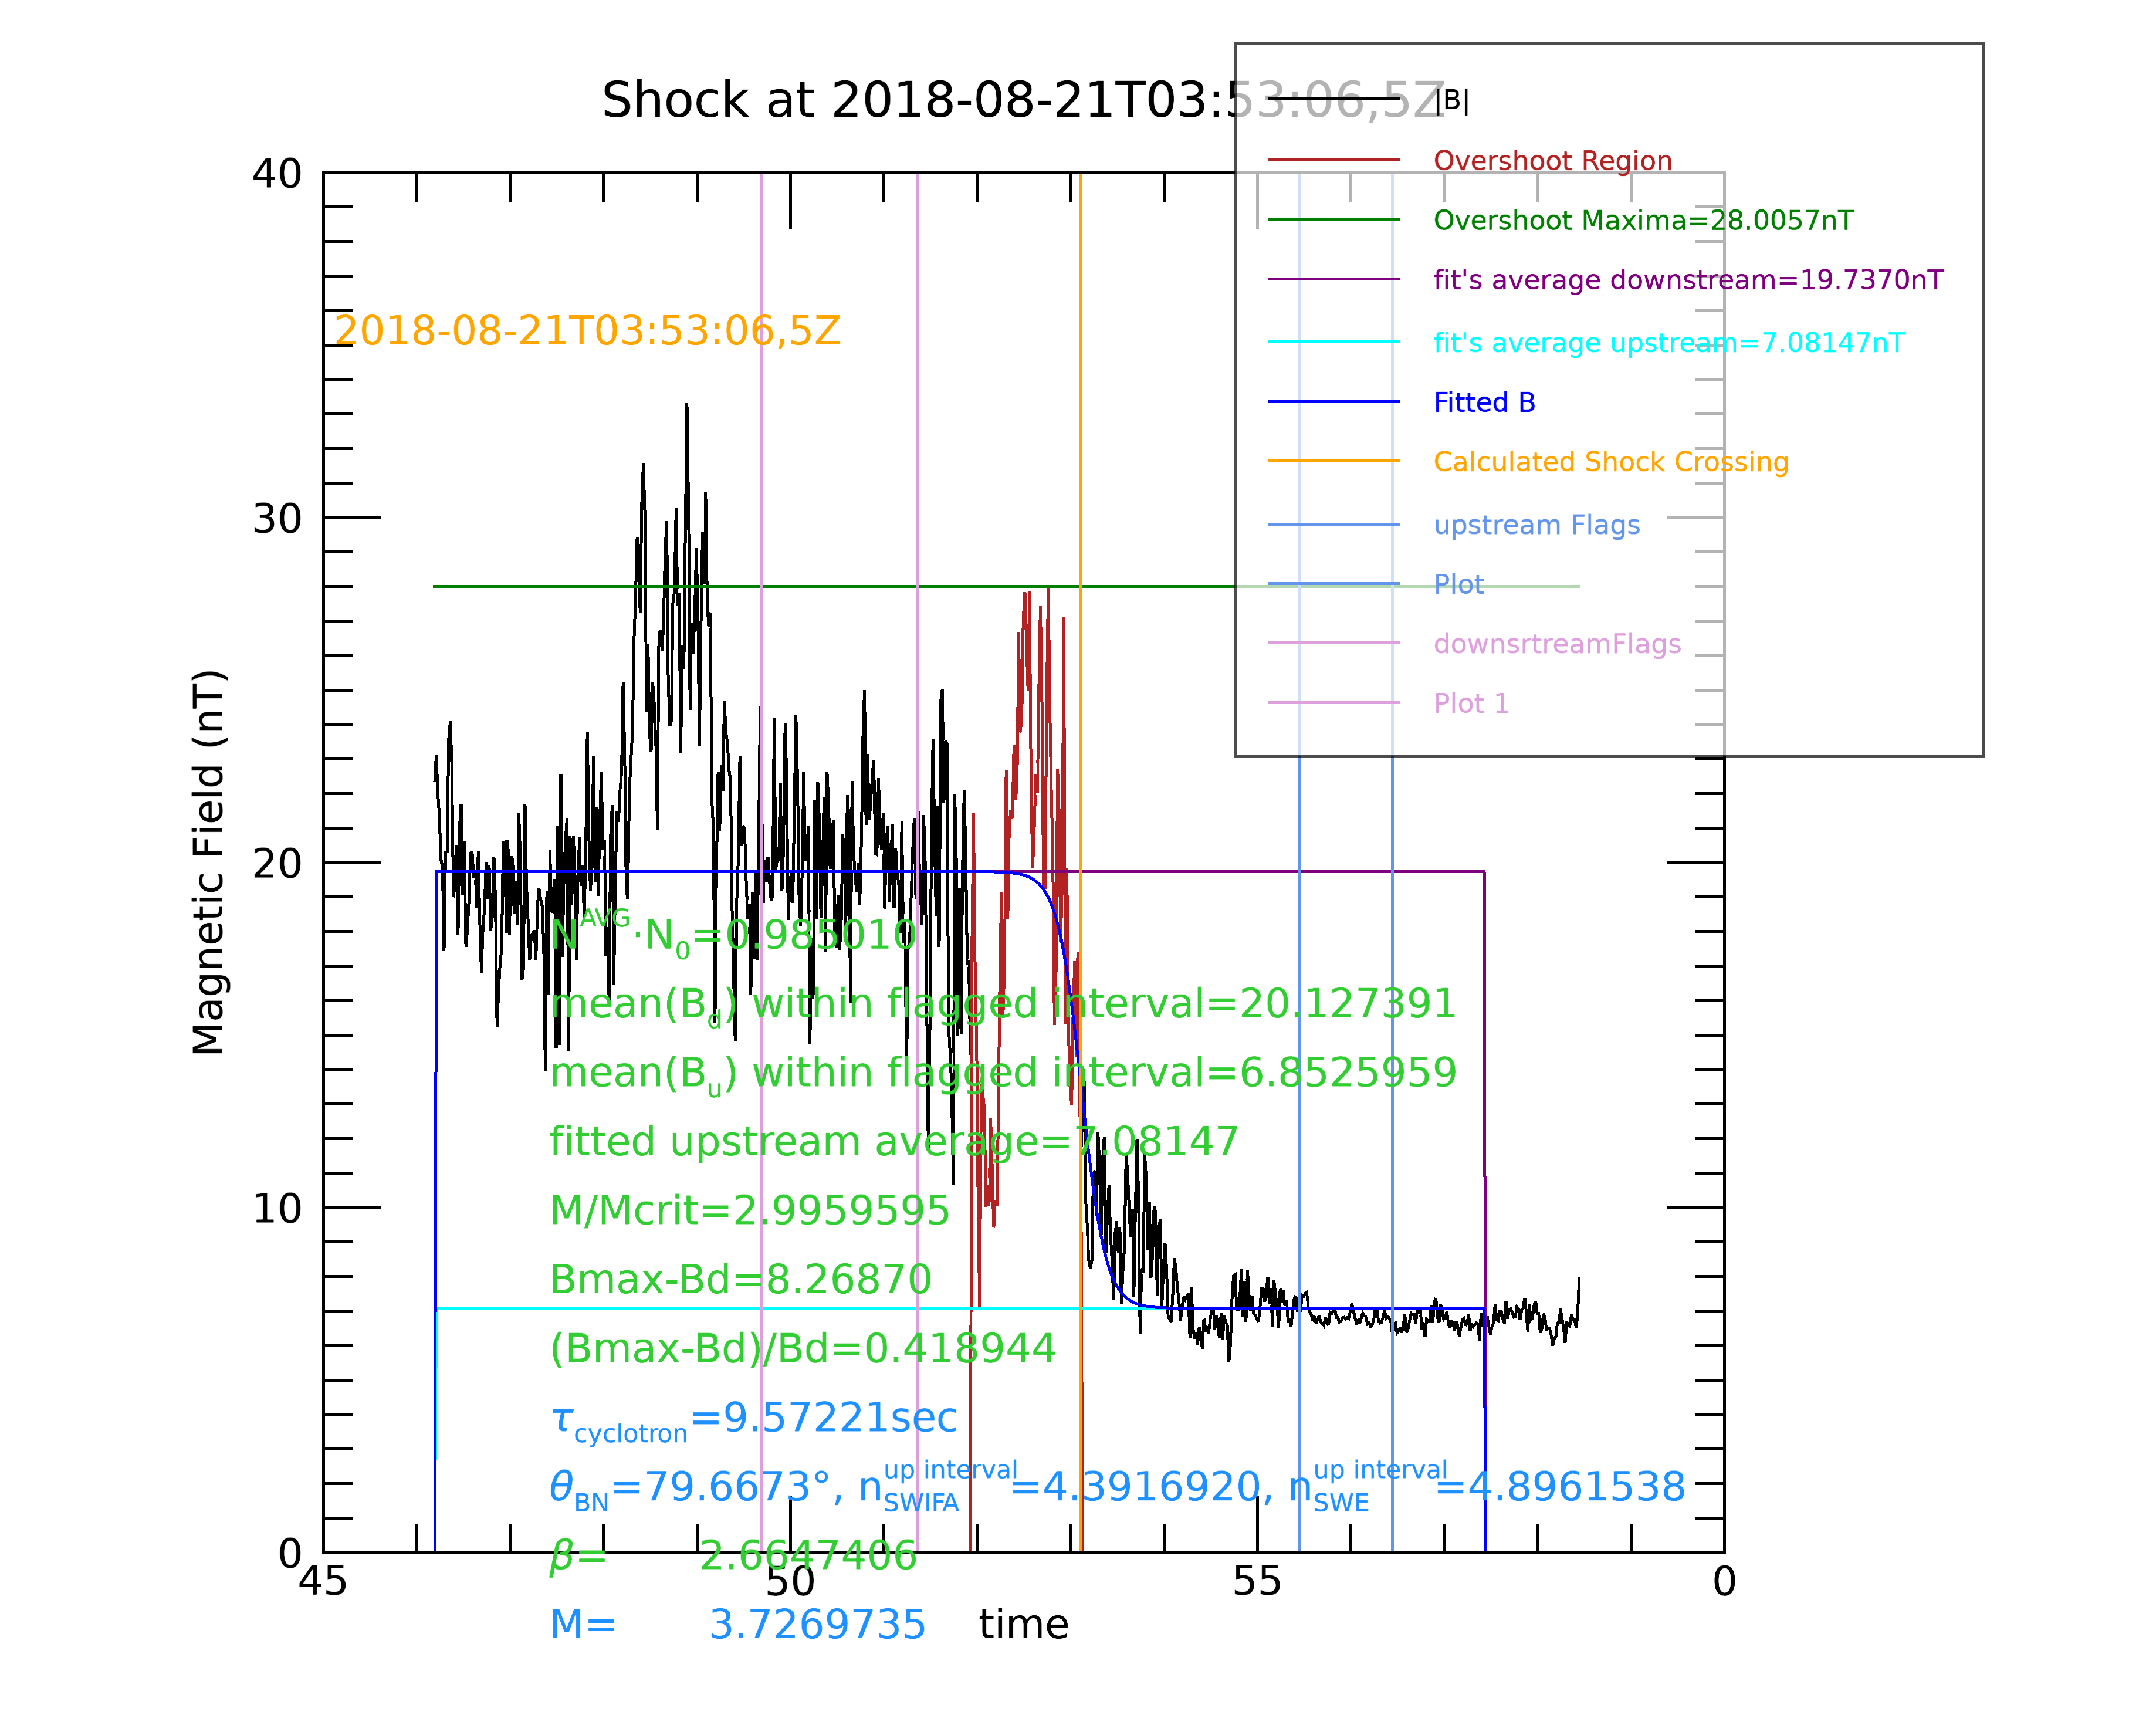 Shock at 2018-08-21T03:53:06,5Z
|B|
Overshoot Region
Overshoot Maxima=28.0057nT
fit's average downstream=19.7370nT
fit's average upstream=7.08147nT
Fitted B
Calculated Shock Crossing
upstream Flags
Plot
downsrtreamFlags
Plot 1
2018-08-21T03:53:06,5Z
40
30
20
10
0
Magnetic Field (nT)
N^AVG·N_0=0.985010
mean(B_d) within flagged interval=20.127391
mean(B_u) within flagged interval=6.8525959
fitted upstream average=7.08147
M/Mcrit=2.9959595
Bmax-Bd=8.26870
(Bmax-Bd)/Bd=0.418944
τ_cyclotron=9.57221sec
θ_BN=79.6673°, n_SWIFA^up interval=4.3916920, n_SWE^up interval=4.8961538
β= 2.6647406
M= 3.7269735
45 50 55 0
time